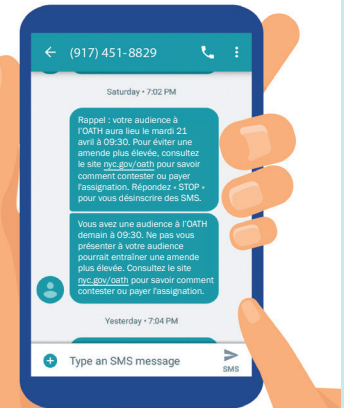 (917) 451-8829
Saturday • 7:02 PM
Rappel : votre audience à
l'OATH aura lieu le mardi 21
avril à 09:30. Pour éviter une
amende plus élevée, consultez
le site nyc.gov/oath pour savoir
comment contester ou payer
l'assignation. Répondez « STOP »
pour vous désinscrire des SMS.
Vous avez une audience à l'OATH
demain à 09:30. Ne pas vous
présenter à votre audience
pourrait entraîner une amende
plus élevée. Consultez le site
nyc.gov/oath pour savoir comment
contester ou payer l'assignation.
Yesterday • 7:04 PM
Type an SMS message
SMS